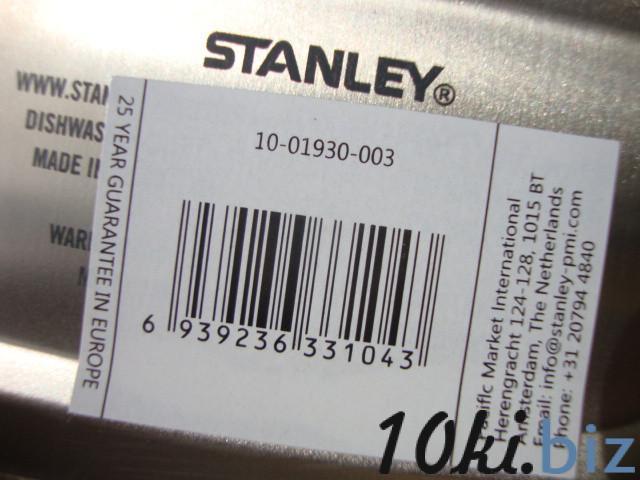 STANLEY®
WWW.STAN
DISHWAS
MADE IN
WAR
25 YEAR GUARANTEE IN EUROPE
10-01930-003
6 939236 331043
Pacific Market International
Herengracht 124-128, 1015 BT
Amsterdam, The Netherlands
Email: info@stanley-pmi.com
Phone: +31 20794 4840
10ki.biz